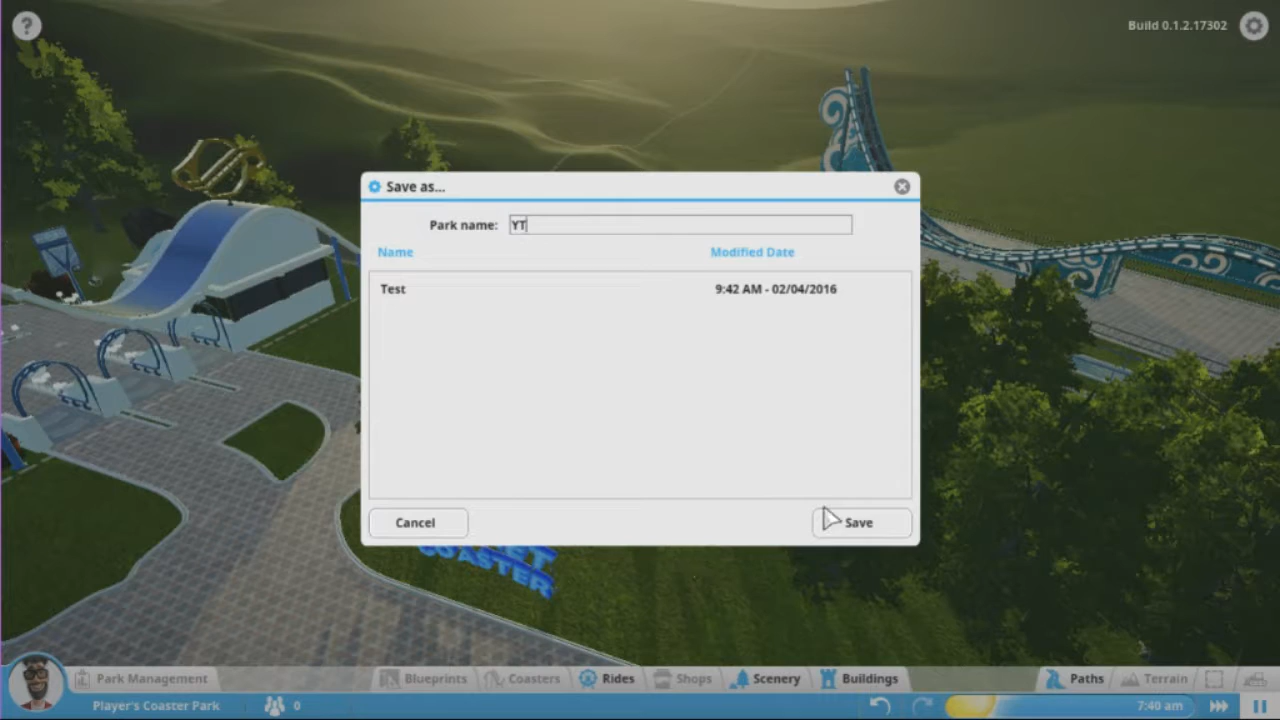 ?
Build 0.1.2.17302
Save as...
Park name: YT
Name Modified Date
Test 9:42 AM - 02/04/2016
Cancel Save
COASTER
Park Management Blueprints Coasters Rides Shops Scenery Buildings Paths Terrain
Player's Coaster Park 0 7:40 am